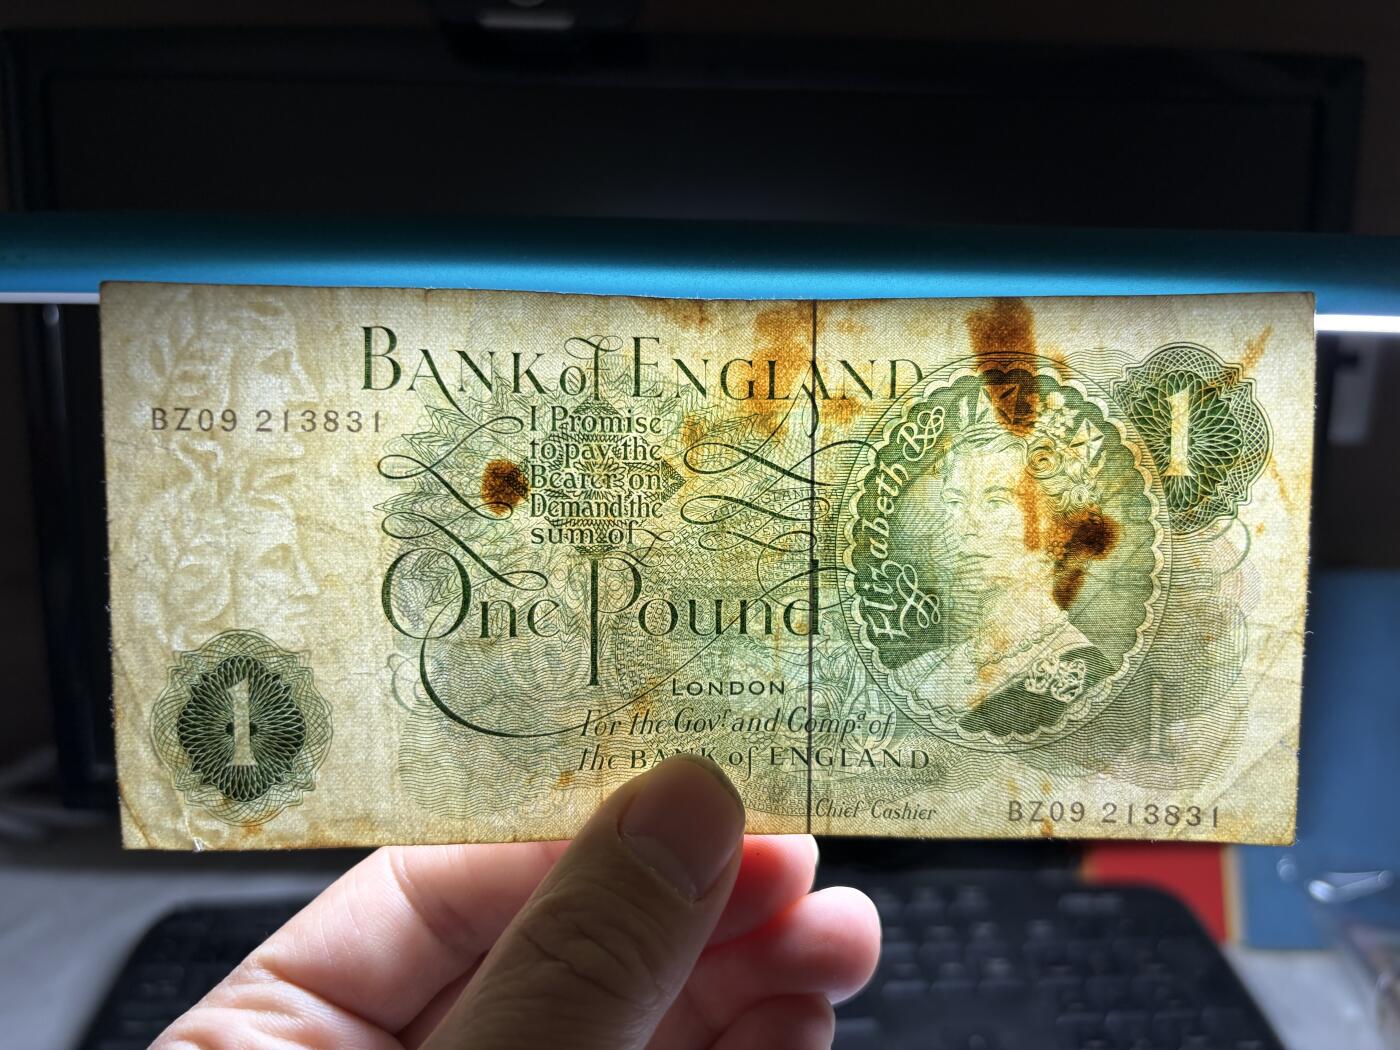 BANK of ENGLAND
BZ09 213831
I Promise
to pay the
Bearer on
Demand the
sum of
One Pound
LONDON
For the Govr. and Compa. of
the BANK of ENGLAND
Chief Cashier
Elizabeth R
1
1
BZ09 213831